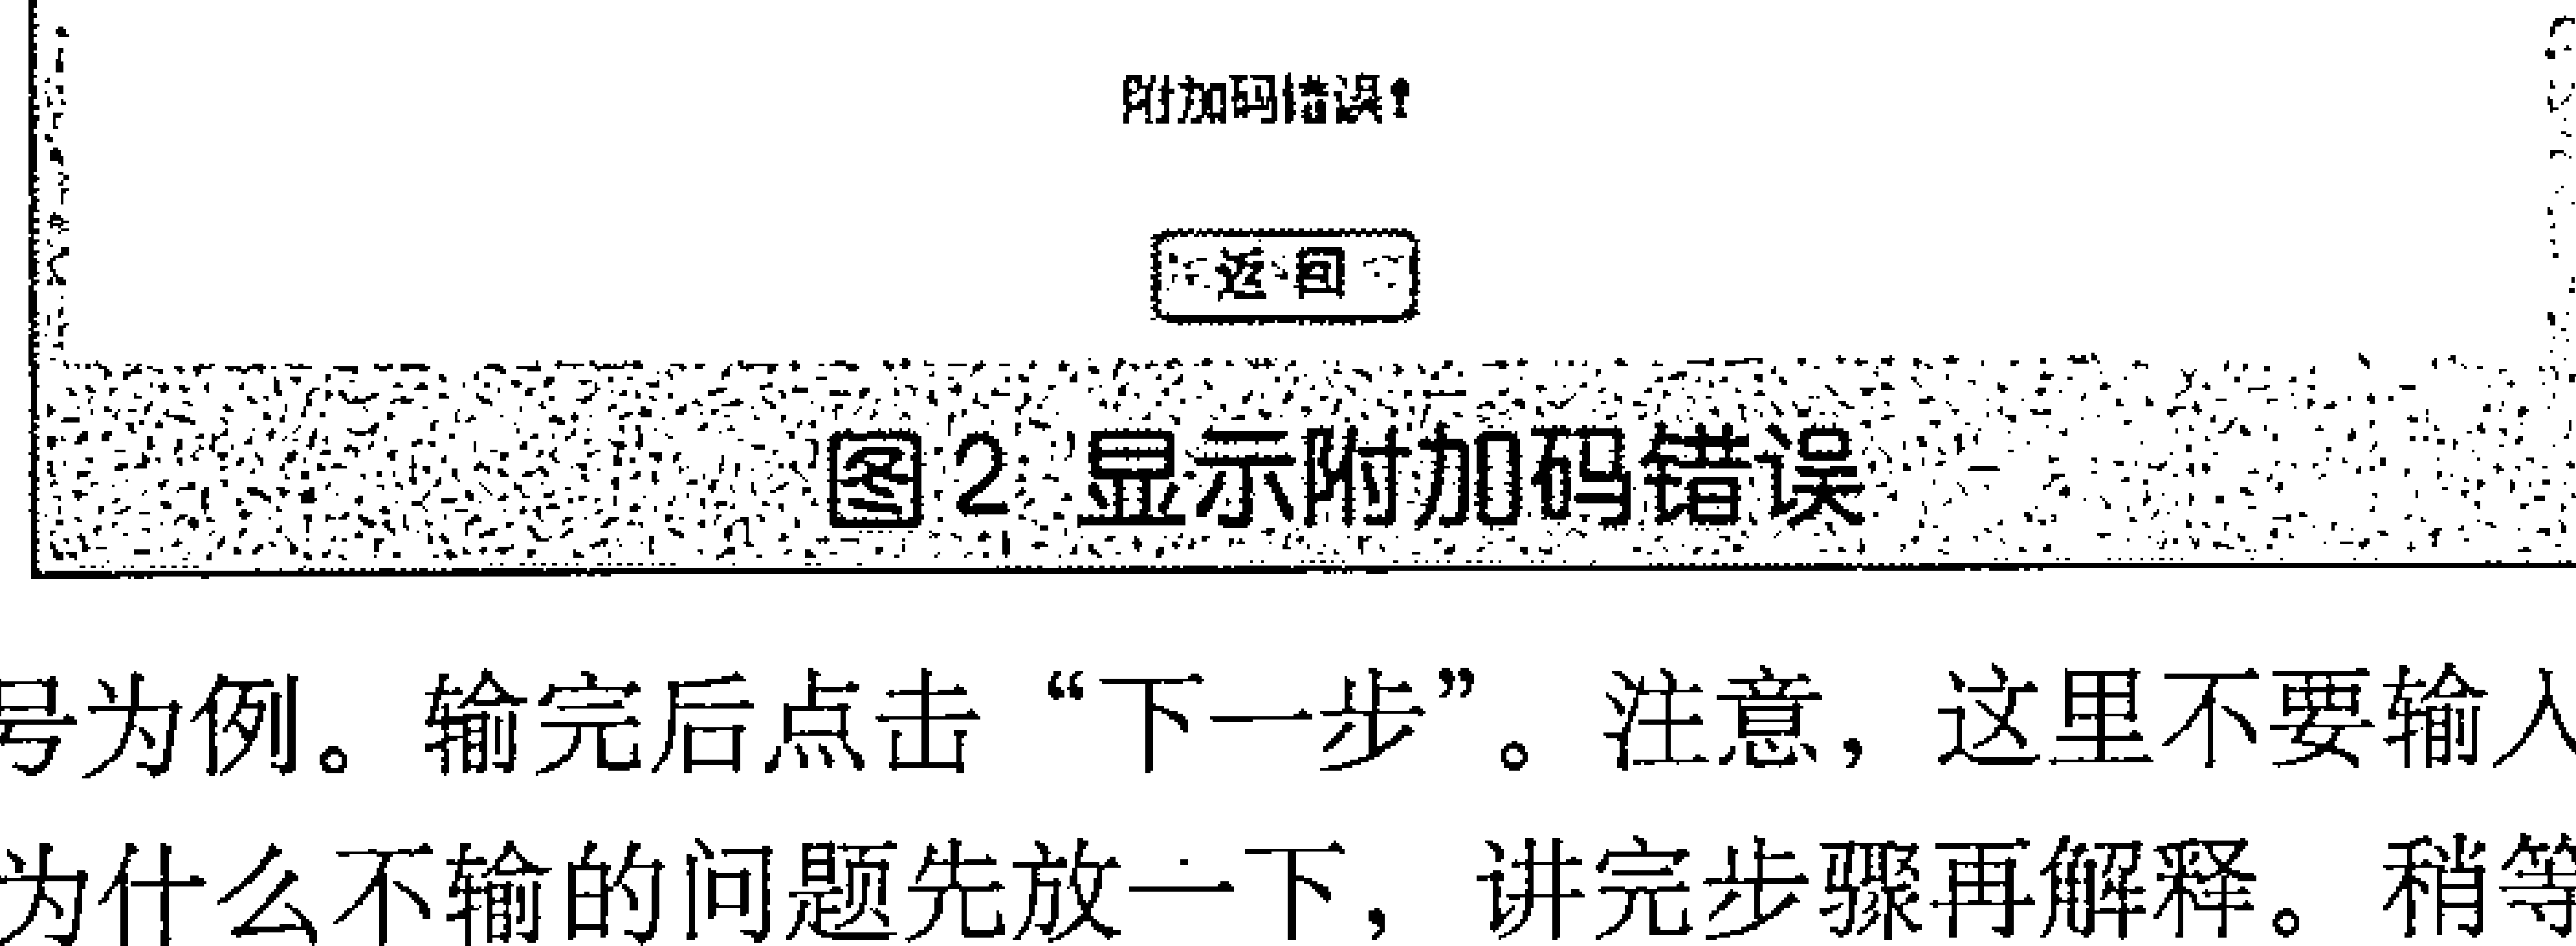 附加码错误!
返回
图2 显示附加码错误
号为例。输完后点击“下一步”。注意，这里不要输入
为什么不输的问题先放一下，讲完步骤再解释。稍等